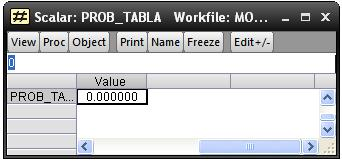 Scalar: PROB_TABLA Workfile: MO...
View Proc Object Print Name Freeze Edit+/-
0
Value
PROB_TA... 0.000000